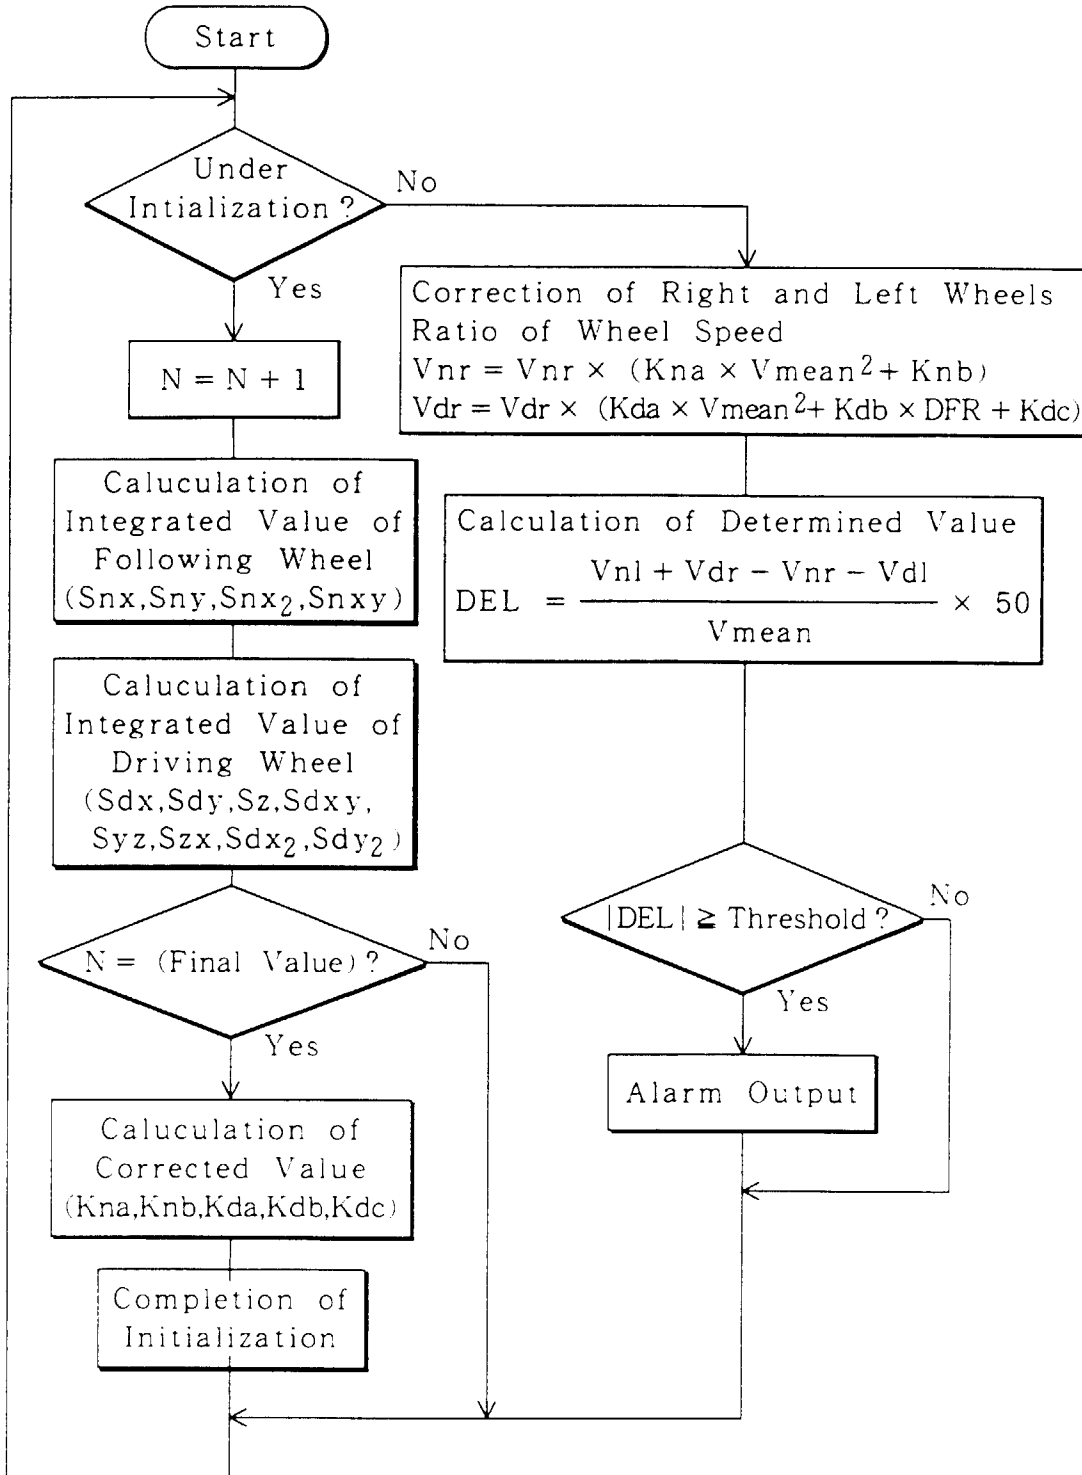 Start
Under
Intialization?
No
Yes
N = N + 1
Caluculation of
Integrated Value of
Following Wheel
(Snx,Sny,Snx₂,Snxy)
Caluculation of
Integrated Value of
Driving Wheel
(Sdx,Sdy,Sz,Sdxy,
Syz,Szx,Sdx₂,Sdy₂)
N = (Final Value)?
No
Yes
Caluculation of
Corrected Value
(Kna,Knb,Kda,Kdb,Kdc)
Completion of
Initialization
Correction of Right and Left Wheels
Ratio of Wheel Speed
Vnr = Vnr × (Kna × Vmean² + Knb)
Vdr = Vdr × (Kda × Vmean² + Kdb × DFR + Kdc)
Calculation of Determined Value
Vnl + Vdr − Vnr − Vdl
DEL = × 50
Vmean
|DEL| ≧ Threshold?
No
Yes
Alarm Output